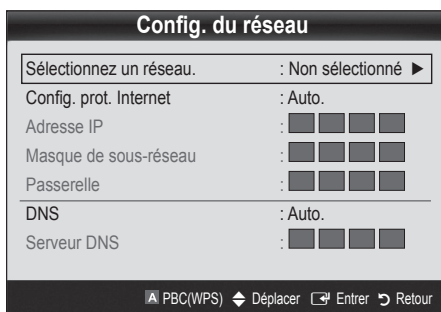 Config. du réseau
Sélectionnez un réseau. : Non sélectionné ►
Config. prot. Internet : Auto.
Adresse IP :
Masque de sous-réseau :
Passerelle :
DNS : Auto.
Serveur DNS :
A PBC(WPS) Déplacer Entrer Retour